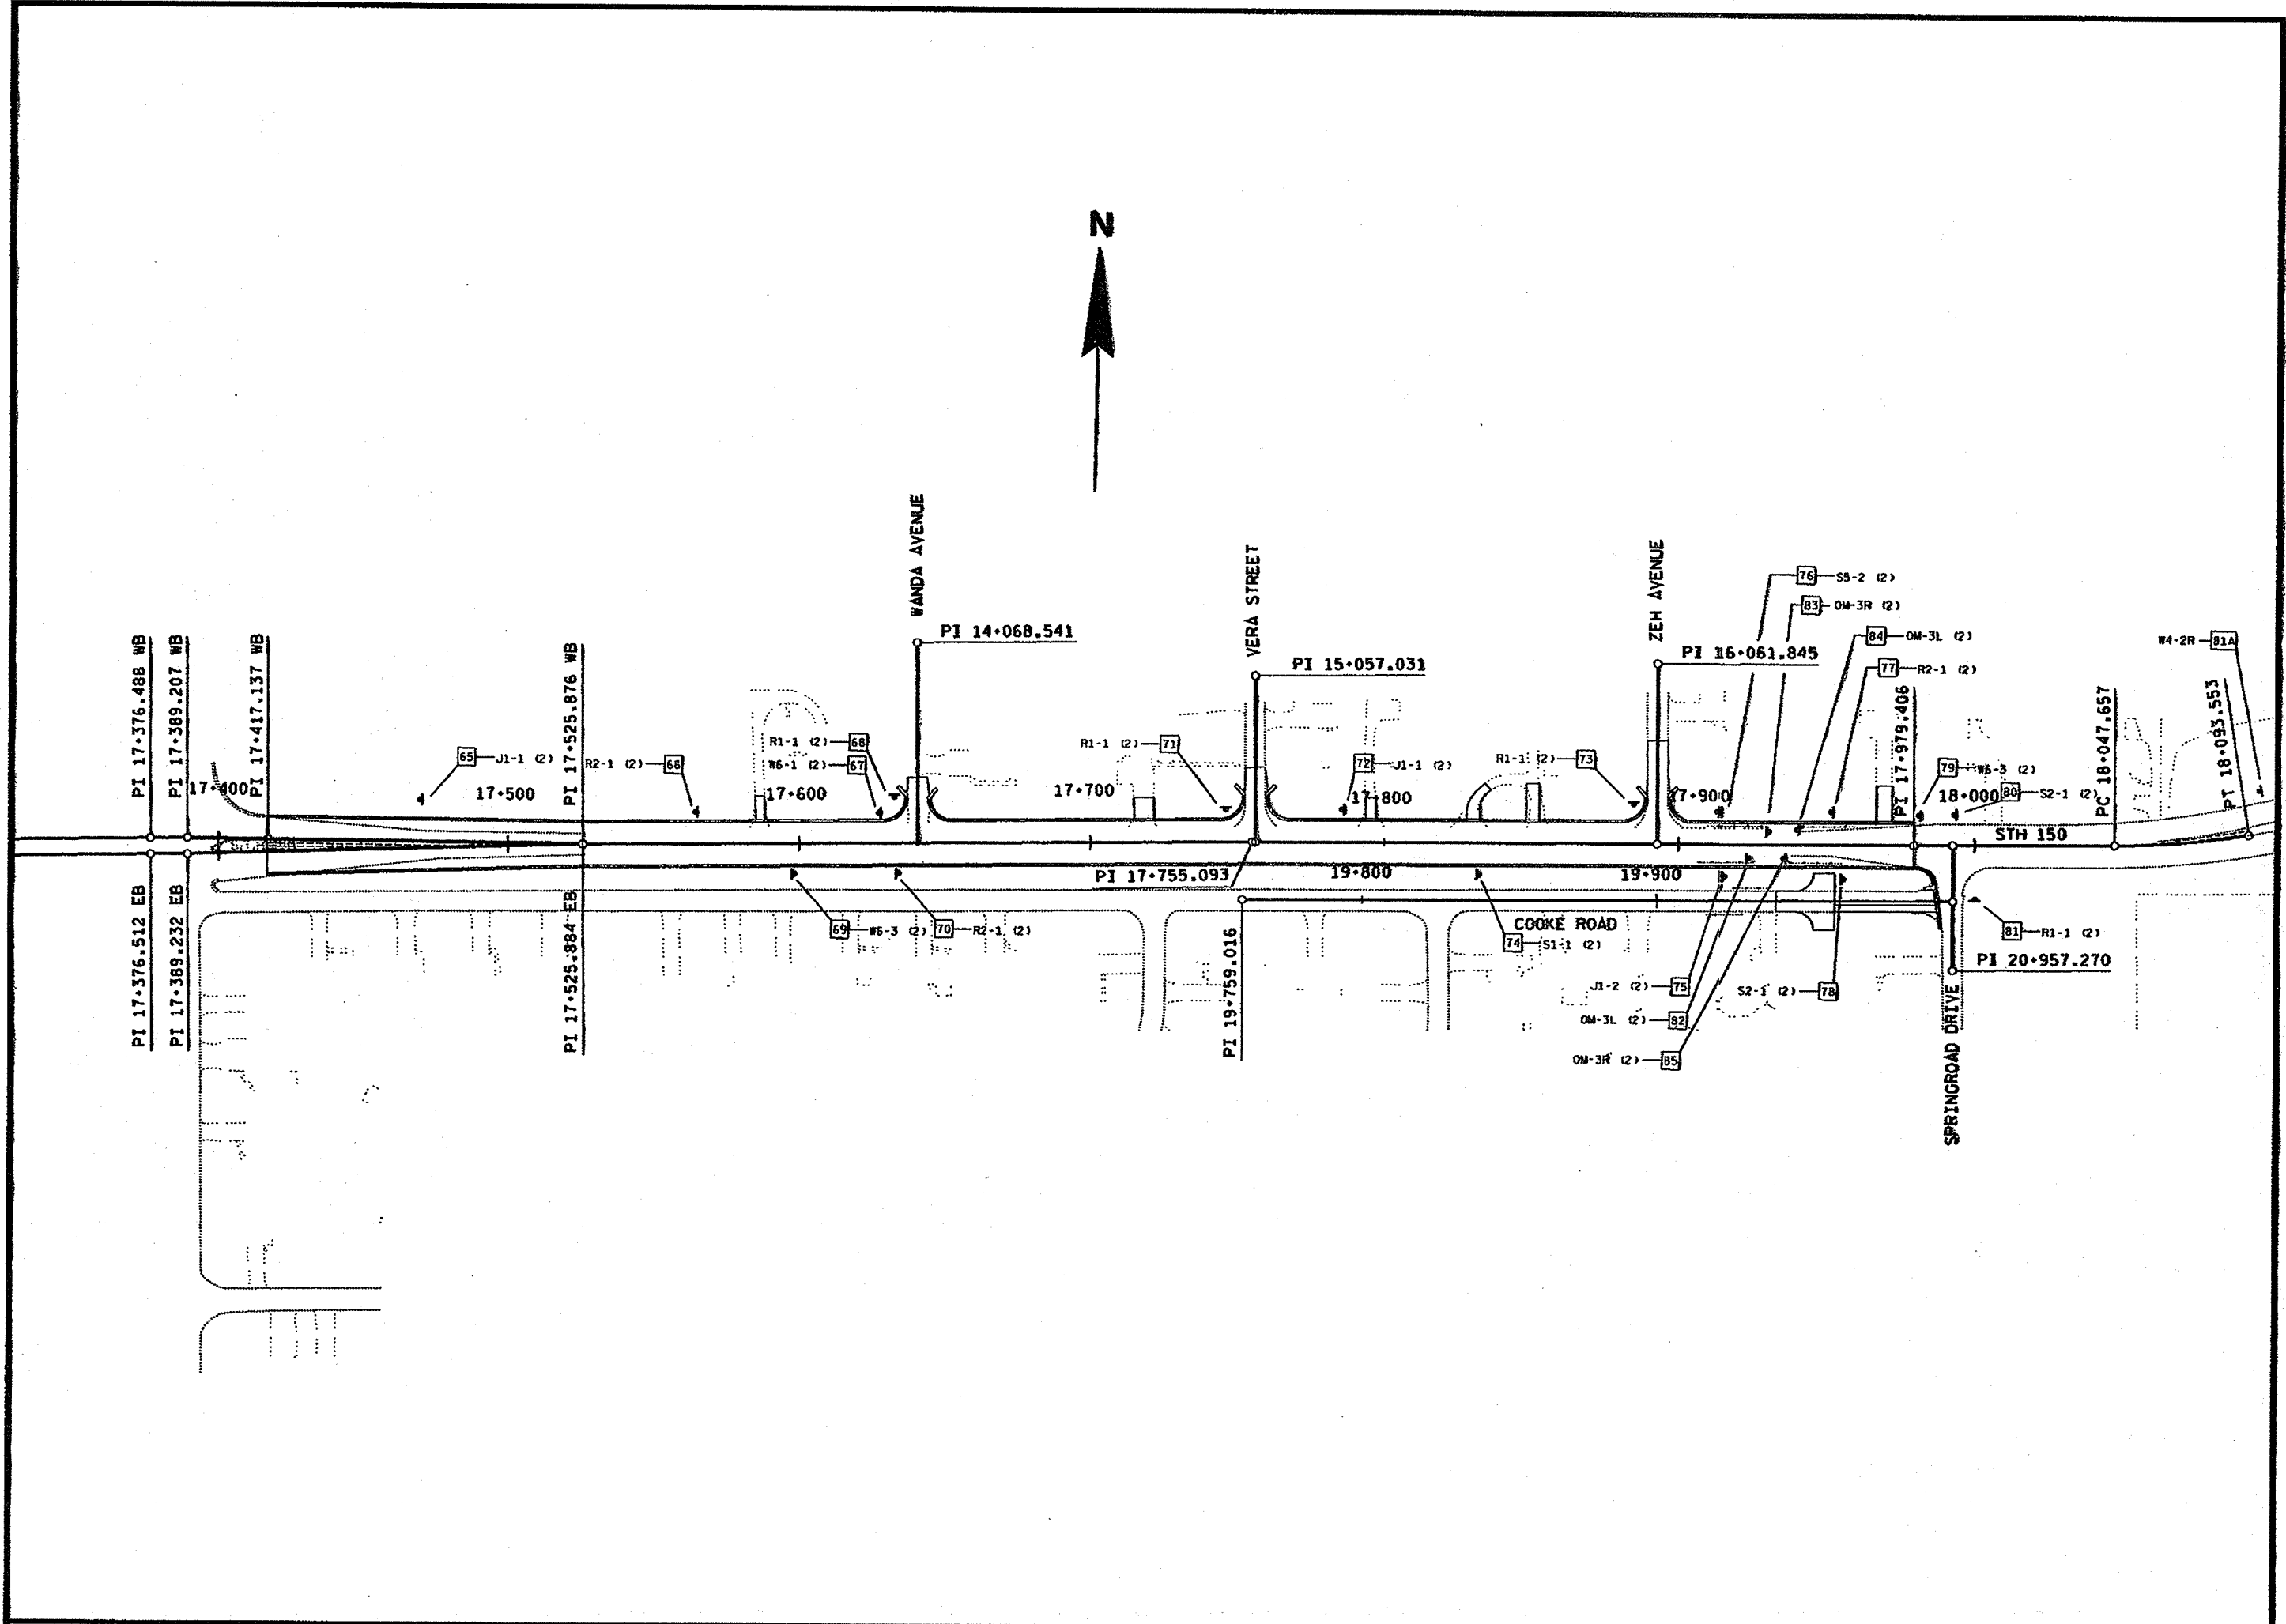 N
WANDA AVENUE
PI 14+068.541
VERA STREET
PI 15+057.031
ZEH AVENUE
PI 16+061.845
76 S5-2 (2)
83 OM-3R (2)
84 OM-3L (2)
77 R2-1 (2)
W4-2R 81A
PI 17+376.488 WB
PI 17+389.207 WB
PI 17+417.137 WB
PI 17+525.876 WB
PI 17+979.406
PC 18+047.657
PT 18+093.553
65 J1-1 (2)
R2-1 (2) 66
R1-1 (2) 68
W6-1 (2) 67
R1-1 (2) 71
72 J1-1 (2)
R1-1 (2) 73
79 W6-3 (2)
80 S2-1 (2)
17+400
17+500
17+600
17+700
17+800
17+900
18+000
STH 150
PI 17+755.093
19+800
19+900
COOKE ROAD
69 W6-3 (2)
70 R2-1 (2)
74 S1-1 (2)
81 R1-1 (2)
PI 20+957.270
J1-2 (2) 75
S2-1 (2) 78
OM-3L (2) 82
OM-3R (2) 85
PI 17+376.512 EB
PI 17+389.232 EB
PI 17+525.884 EB
PI 19+759.016
SPRINGROAD DRIVE